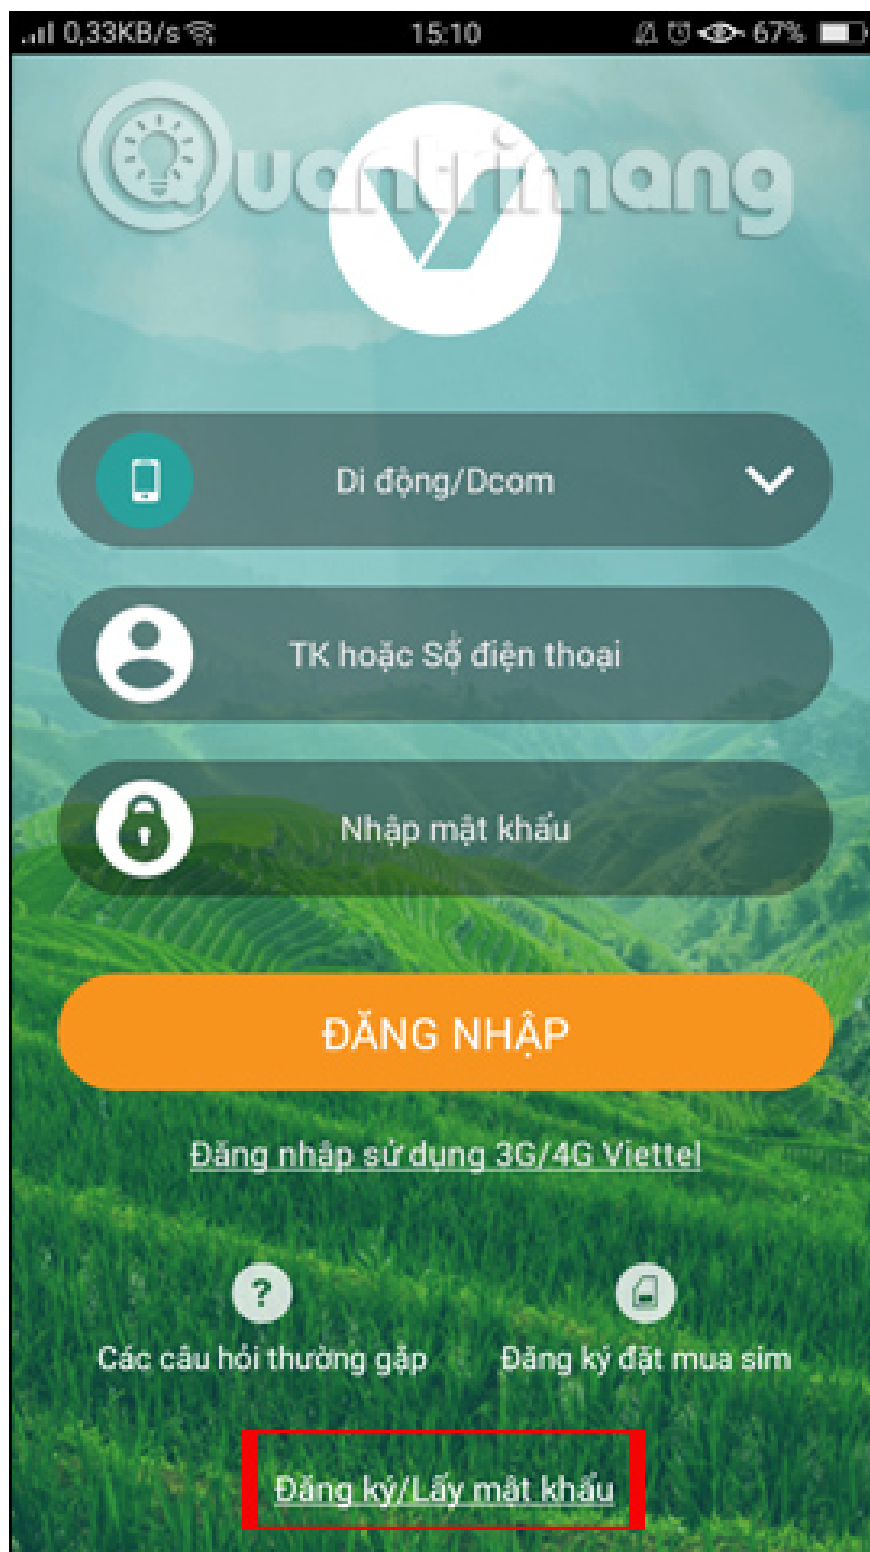 0,33KB/s 15:10 67%
Quantrimang
Di động/Dcom
TK hoặc Số điện thoại
Nhập mật khẩu
ĐĂNG NHẬP
Đăng nhập sử dụng 3G/4G Viettel
?
Các câu hỏi thường gặp Đăng ký đặt mua sim
Đăng ký/Lấy mật khẩu